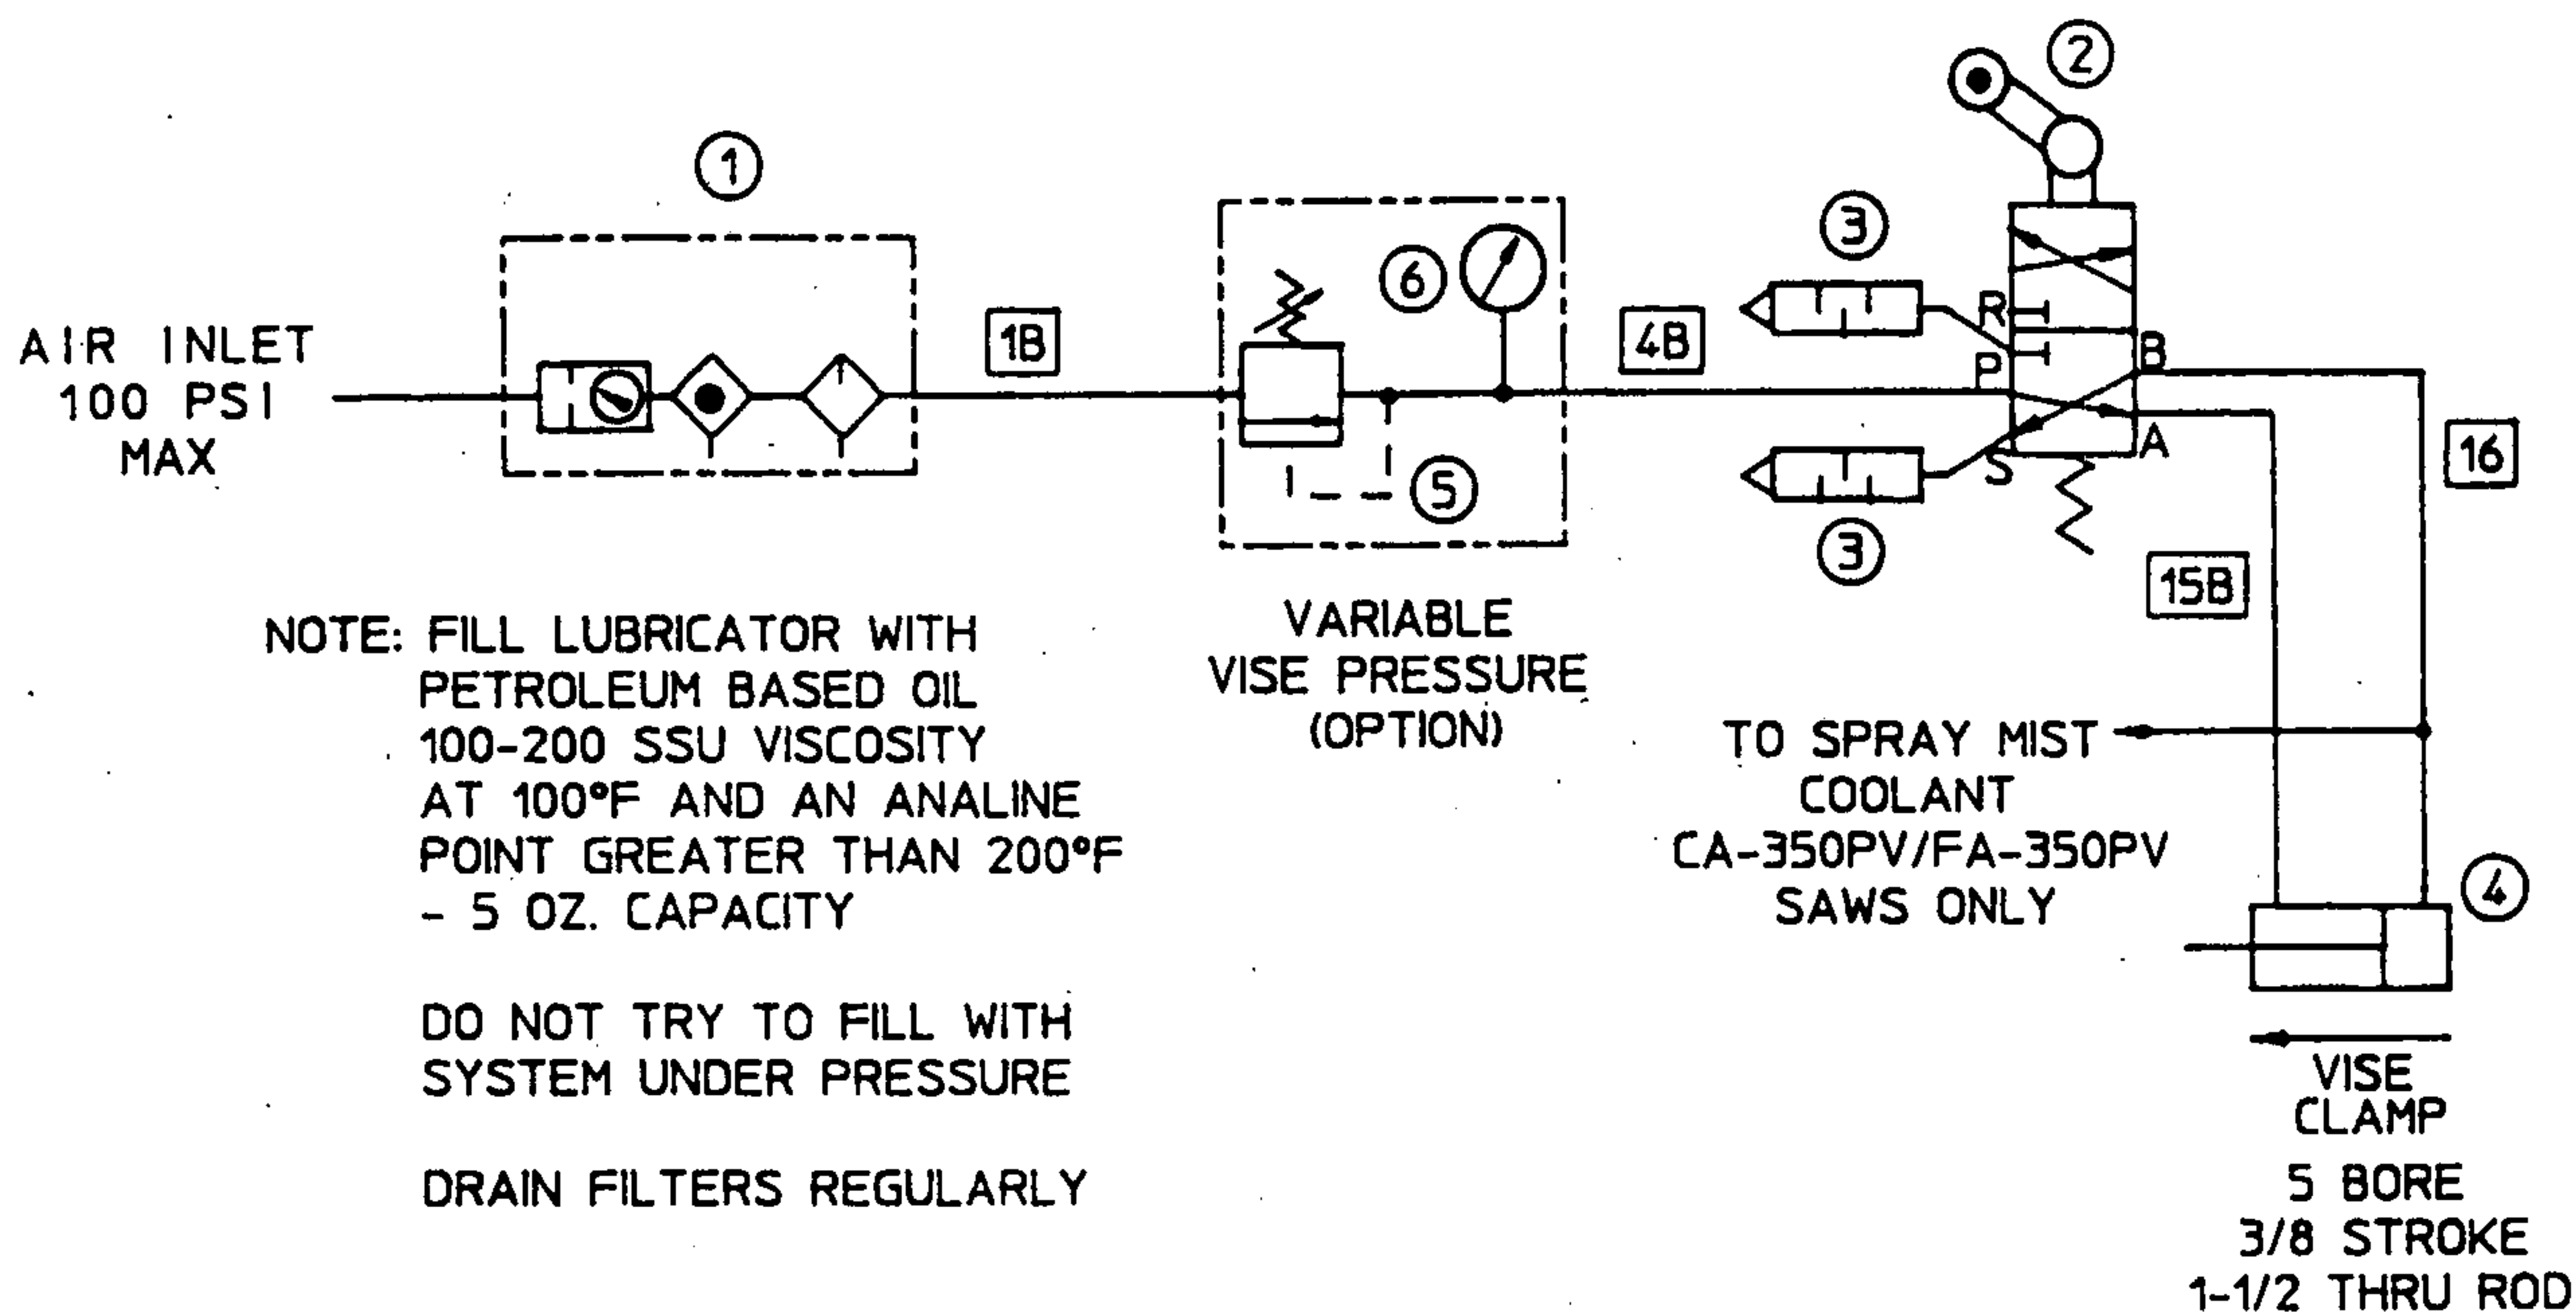 2
1
3
6
R
1B
4B
AIR INLET
100 PSI
MAX
P
B
A
S
16
5
3
15B
NOTE: FILL LUBRICATOR WITH
PETROLEUM BASED OIL
100-200 SSU VISCOSITY
AT 100°F AND AN ANALINE
POINT GREATER THAN 200°F
- 5 OZ. CAPACITY
DO NOT TRY TO FILL WITH
SYSTEM UNDER PRESSURE
DRAIN FILTERS REGULARLY
VARIABLE
VISE PRESSURE
(OPTION)
TO SPRAY MIST
COOLANT
CA-350PV/FA-350PV
SAWS ONLY
4
VISE
CLAMP
5 BORE
3/8 STROKE
1-1/2 THRU ROD